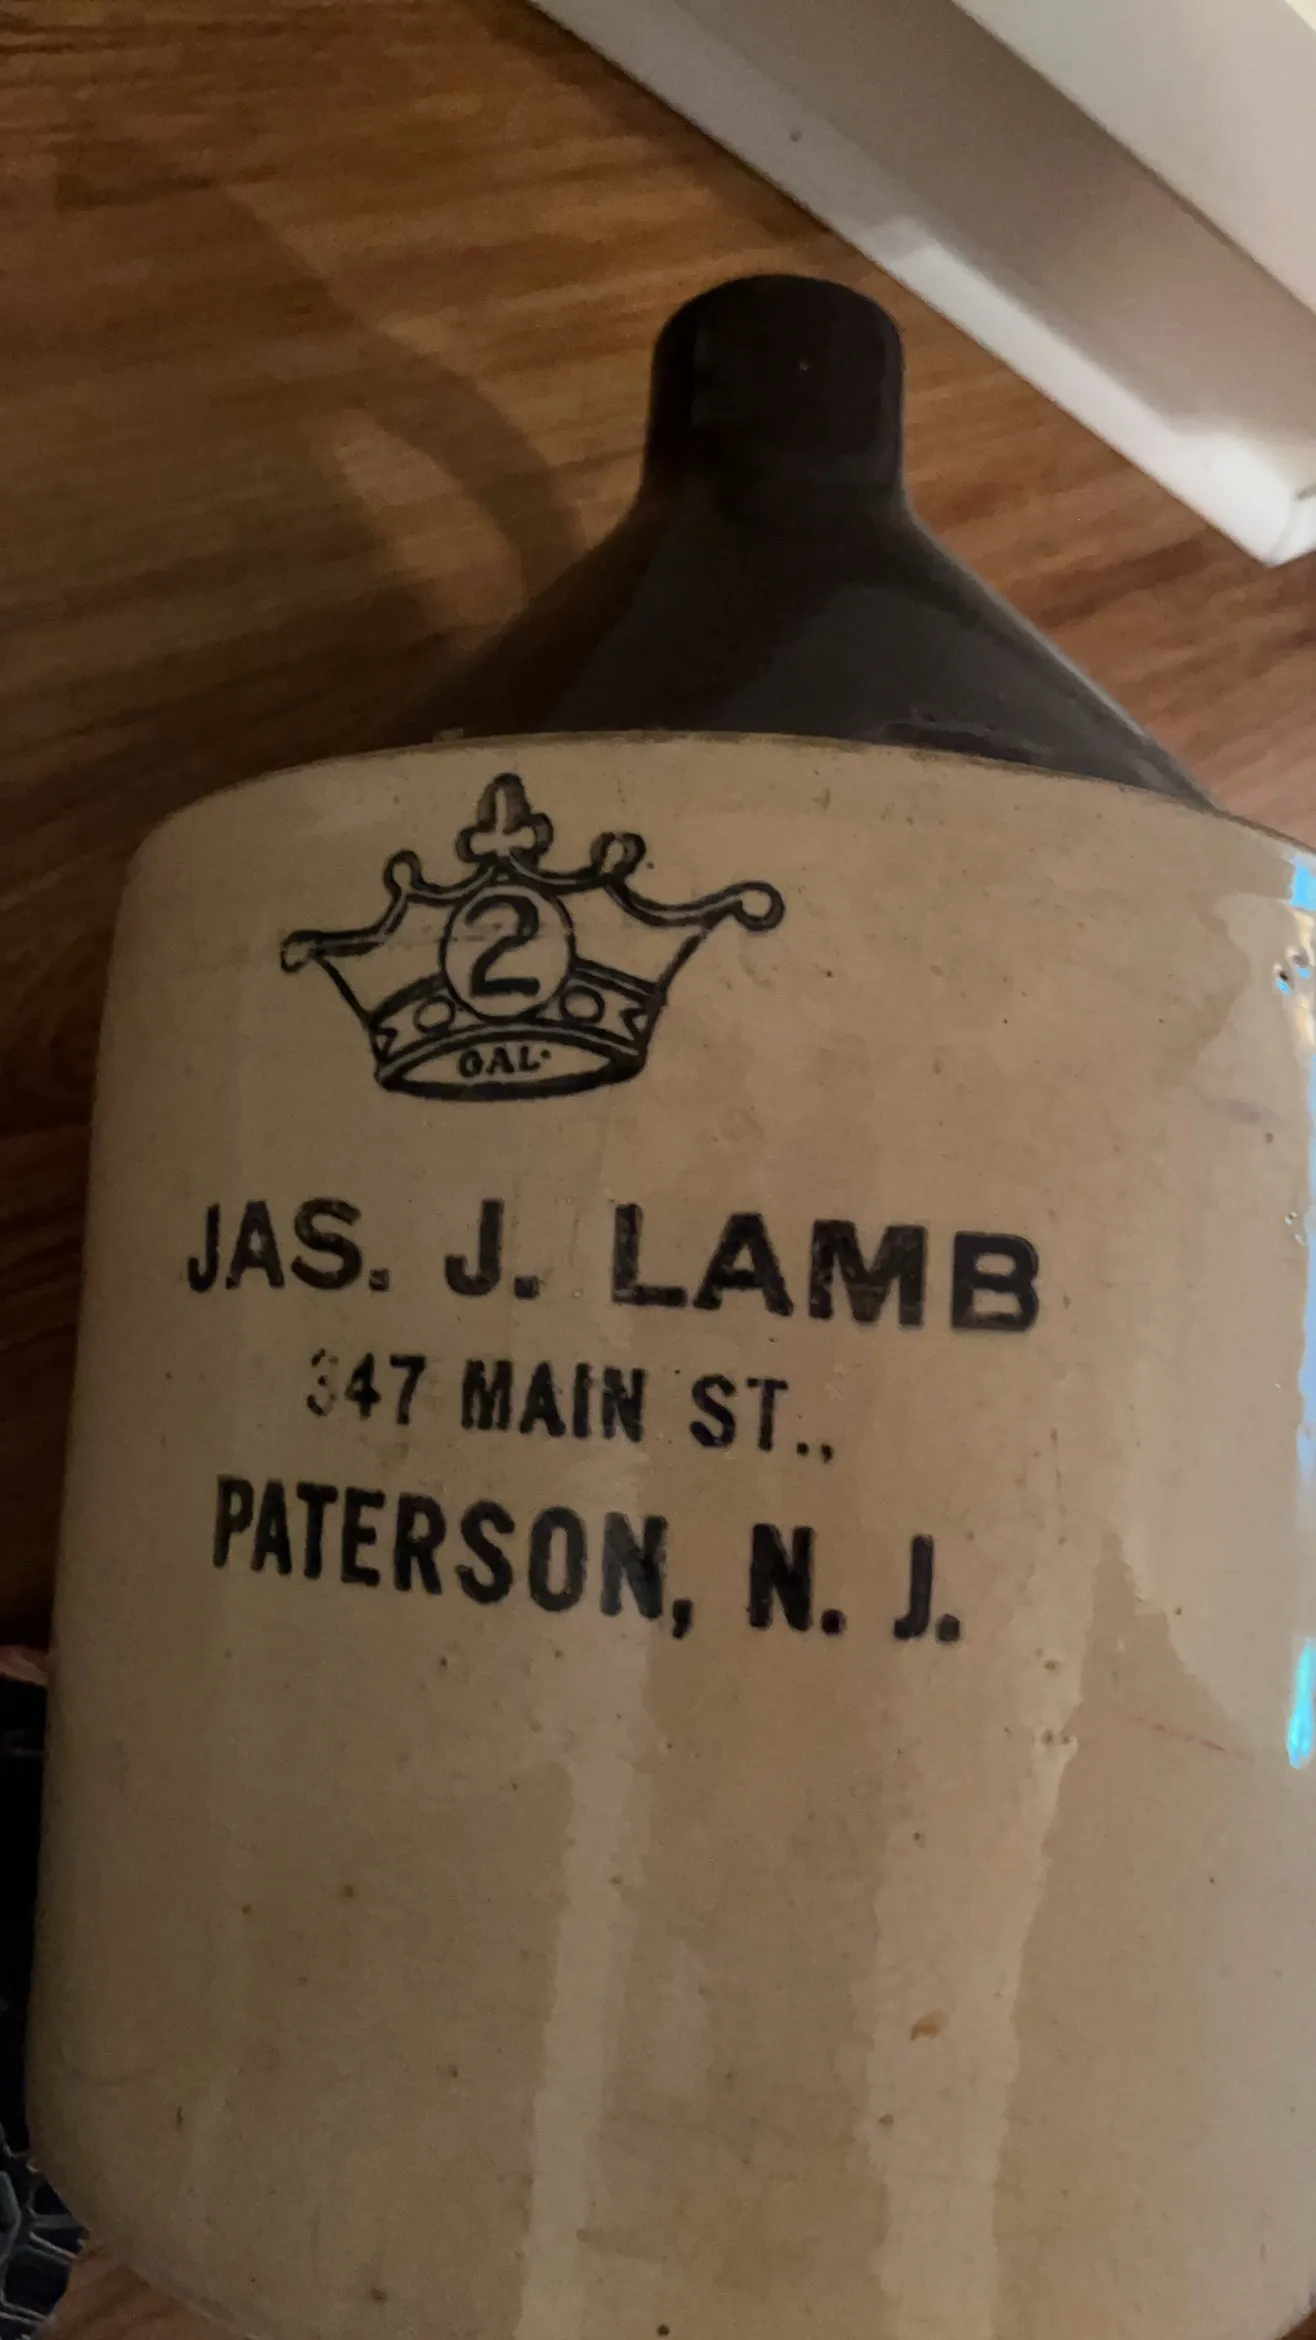 2
GAL.
JAS. J. LAMB
347 MAIN ST.,
PATERSON, N. J.